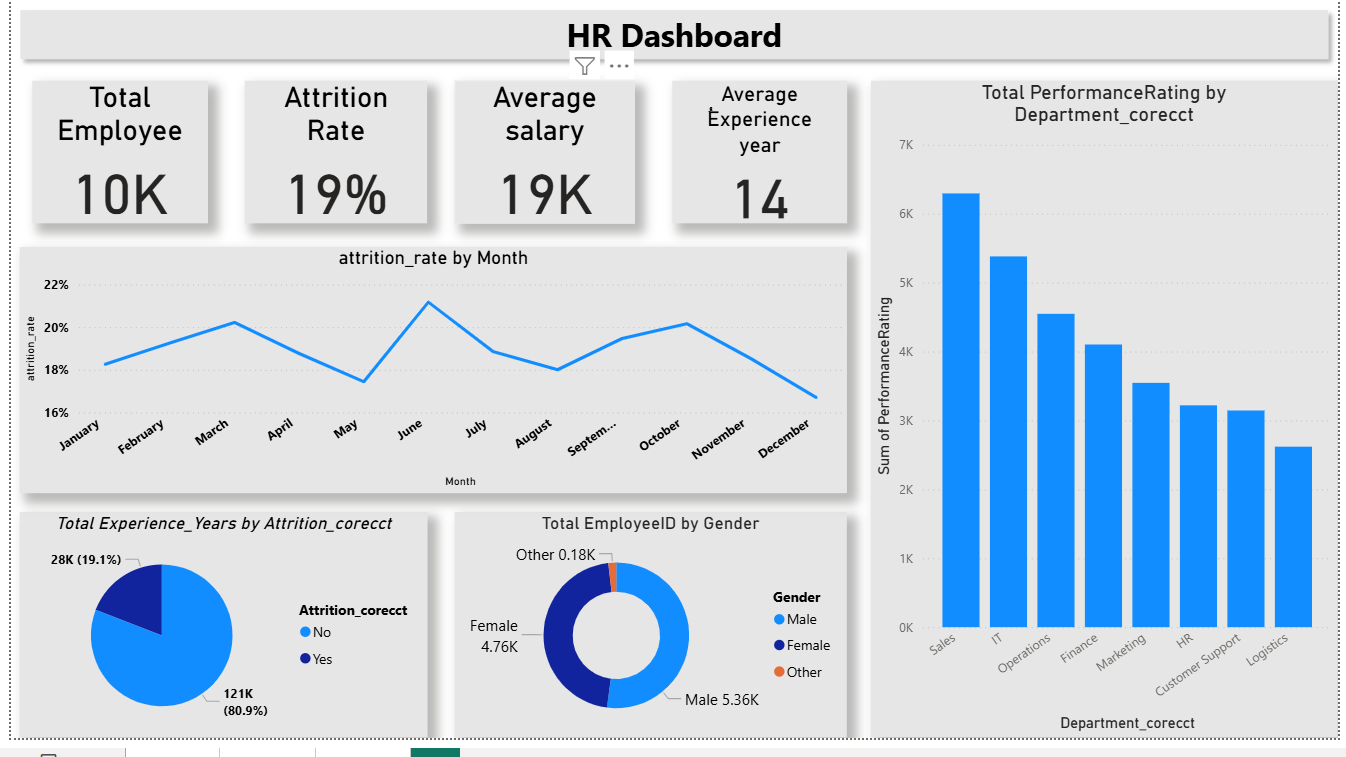 HR Dashboard
Total
Employee
10K
Attrition
Rate
19%
Average
salary
19K
Average
Experience
year
14
attrition_rate by Month
attrition_rate
22%
20%
18%
16%
January
February
March
April
May
June
July
August
Septem...
October
November
December
Month
Total Experience_Years by Attrition_corecct
28K (19.1%)
121K
(80.9%)
Attrition_corecct
No
Yes
Total EmployeeID by Gender
Other 0.18K
Female
4.76K
Male 5.36K
Gender
Male
Female
Other
Total PerformanceRating by
Department_corecct
Sum of PerformanceRating
7K
6K
5K
4K
3K
2K
1K
0K
Sales
IT
Operations
Finance
Marketing
HR
Customer Support
Logistics
Department_corecct